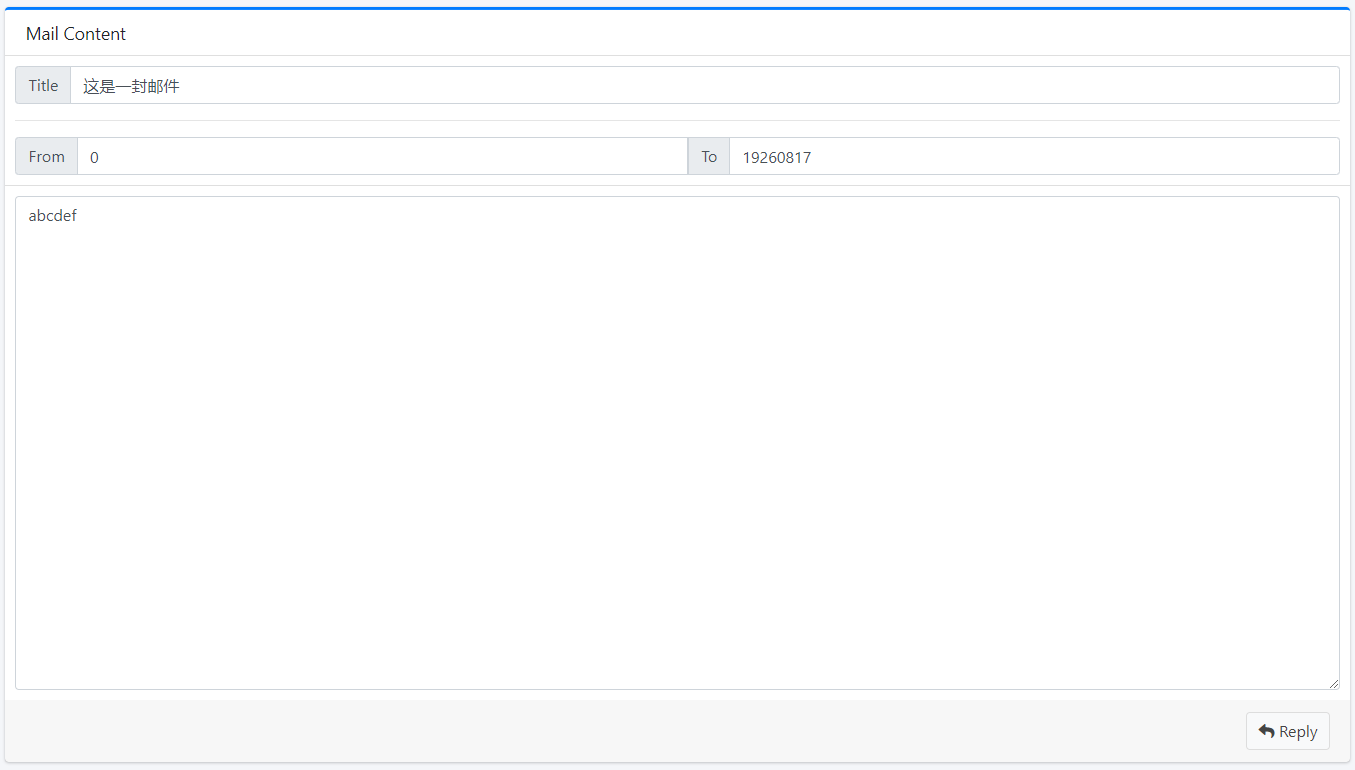 Mail Content
Title 这是一封邮件
From 0 To 19260817
abcdef
Reply